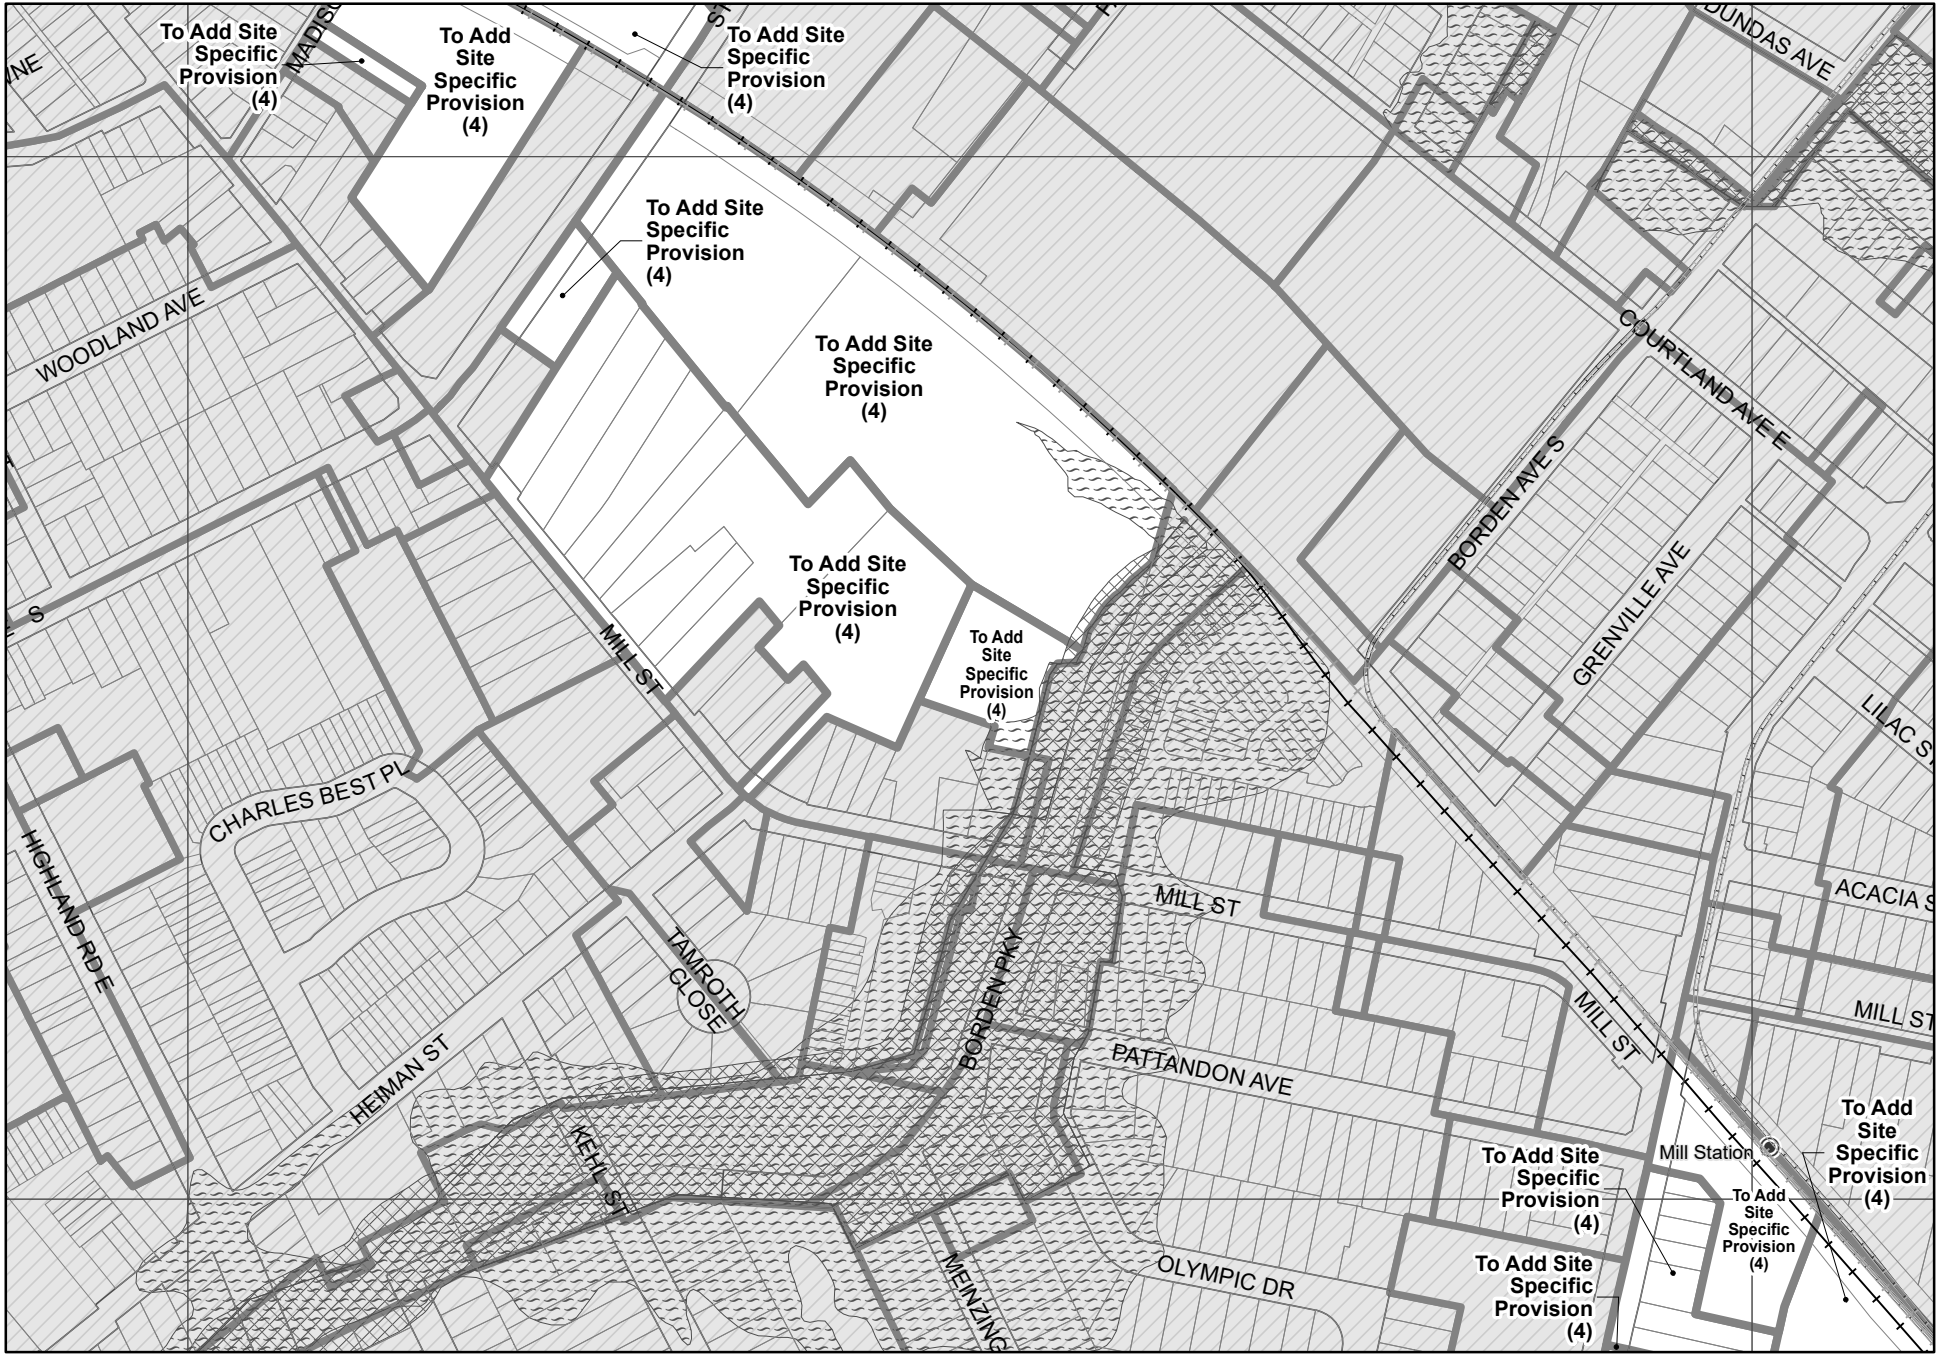 To Add Site
Specific
Provision
(4)
To Add
Site
Specific
Provision
(4)
To Add Site
Specific
Provision
(4)
DUNDAS AVE
To Add Site
Specific
Provision
(4)
WOODLAND AVE
To Add Site
Specific
Provision
(4)
COURTLAND AVE E
BORDEN AVE S
GRENVILLE AVE
To Add Site
Specific
Provision
(4)
To Add
Site
Specific
Provision
(4)
S
MILL ST
LILAC ST
CHARLES BEST PL
HIGHLAND RD E
MILL ST
ACACIA S
TAMROTH
CLOSE
BORDEN PKY
MILL ST
MILL ST
HEIMAN ST
PATTANDON AVE
KEHL ST
Mill Station
To Add
Site
Specific
Provision
(4)
To Add Site
Specific
Provision
(4)
To Add
Site
Specific
Provision
(4)
To Add Site
Specific
Provision
(4)
OLYMPIC DR
MEINZING